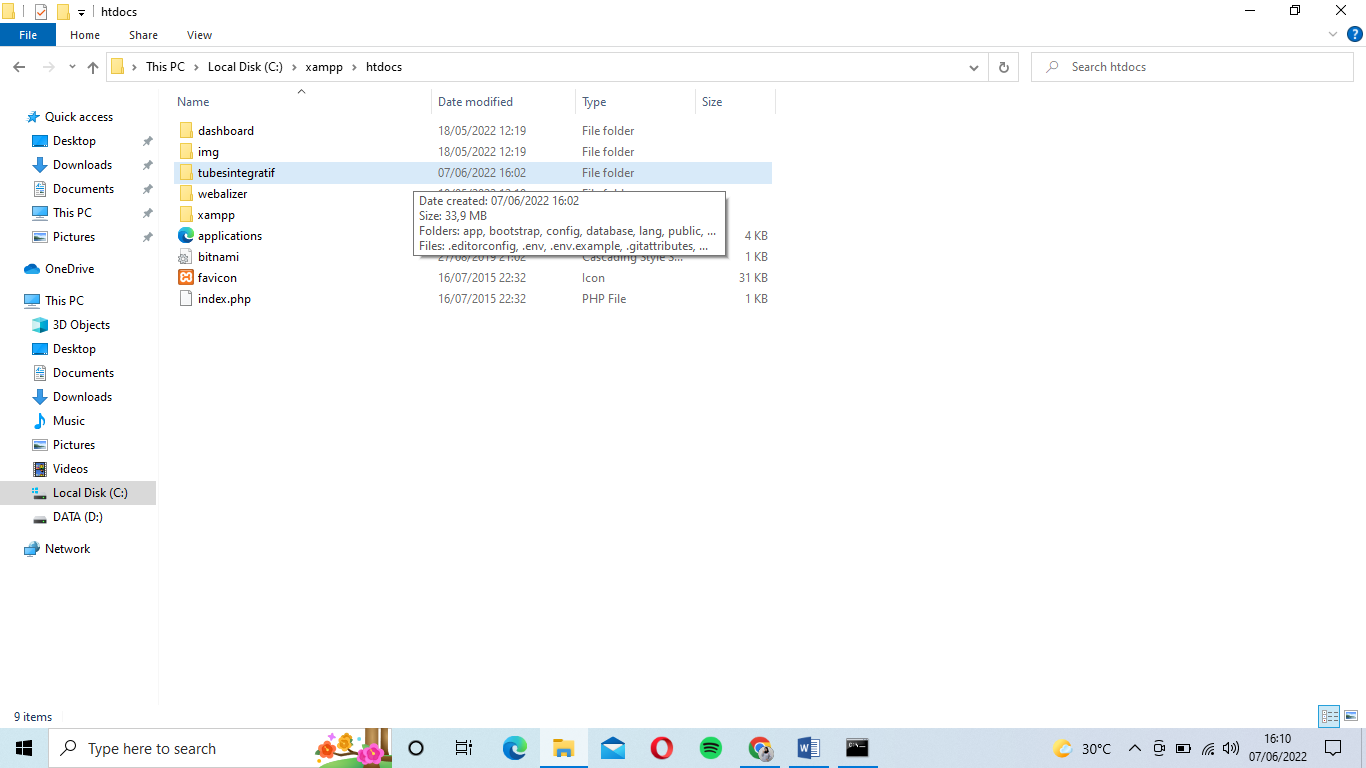 htdocs
File Home Share View
This PC Local Disk (C:) xampp htdocs Search htdocs
Name Date modified Type Size
Quick access
Desktop
Downloads
Documents
This PC
Pictures
OneDrive
This PC
3D Objects
Desktop
Documents
Downloads
Music
Pictures
Videos
Local Disk (C:)
DATA (D:)
Network
dashboard 18/05/2022 12:19 File folder
img 18/05/2022 12:19 File folder
tubesintegratif 07/06/2022 16:02 File folder
webalizer
xampp
applications 4 KB
bitnami 27/08/2019 21:02 Cascading Style S... 1 KB
favicon 16/07/2015 22:32 Icon 31 KB
index.php 16/07/2015 22:32 PHP File 1 KB
Date created: 07/06/2022 16:02
Size: 33,9 MB
Folders: app, bootstrap, config, database, lang, public, ...
Files: .editorconfig, .env, .env.example, .gitattributes, ...
9 items
Type here to search
30°C
16:10
07/06/2022